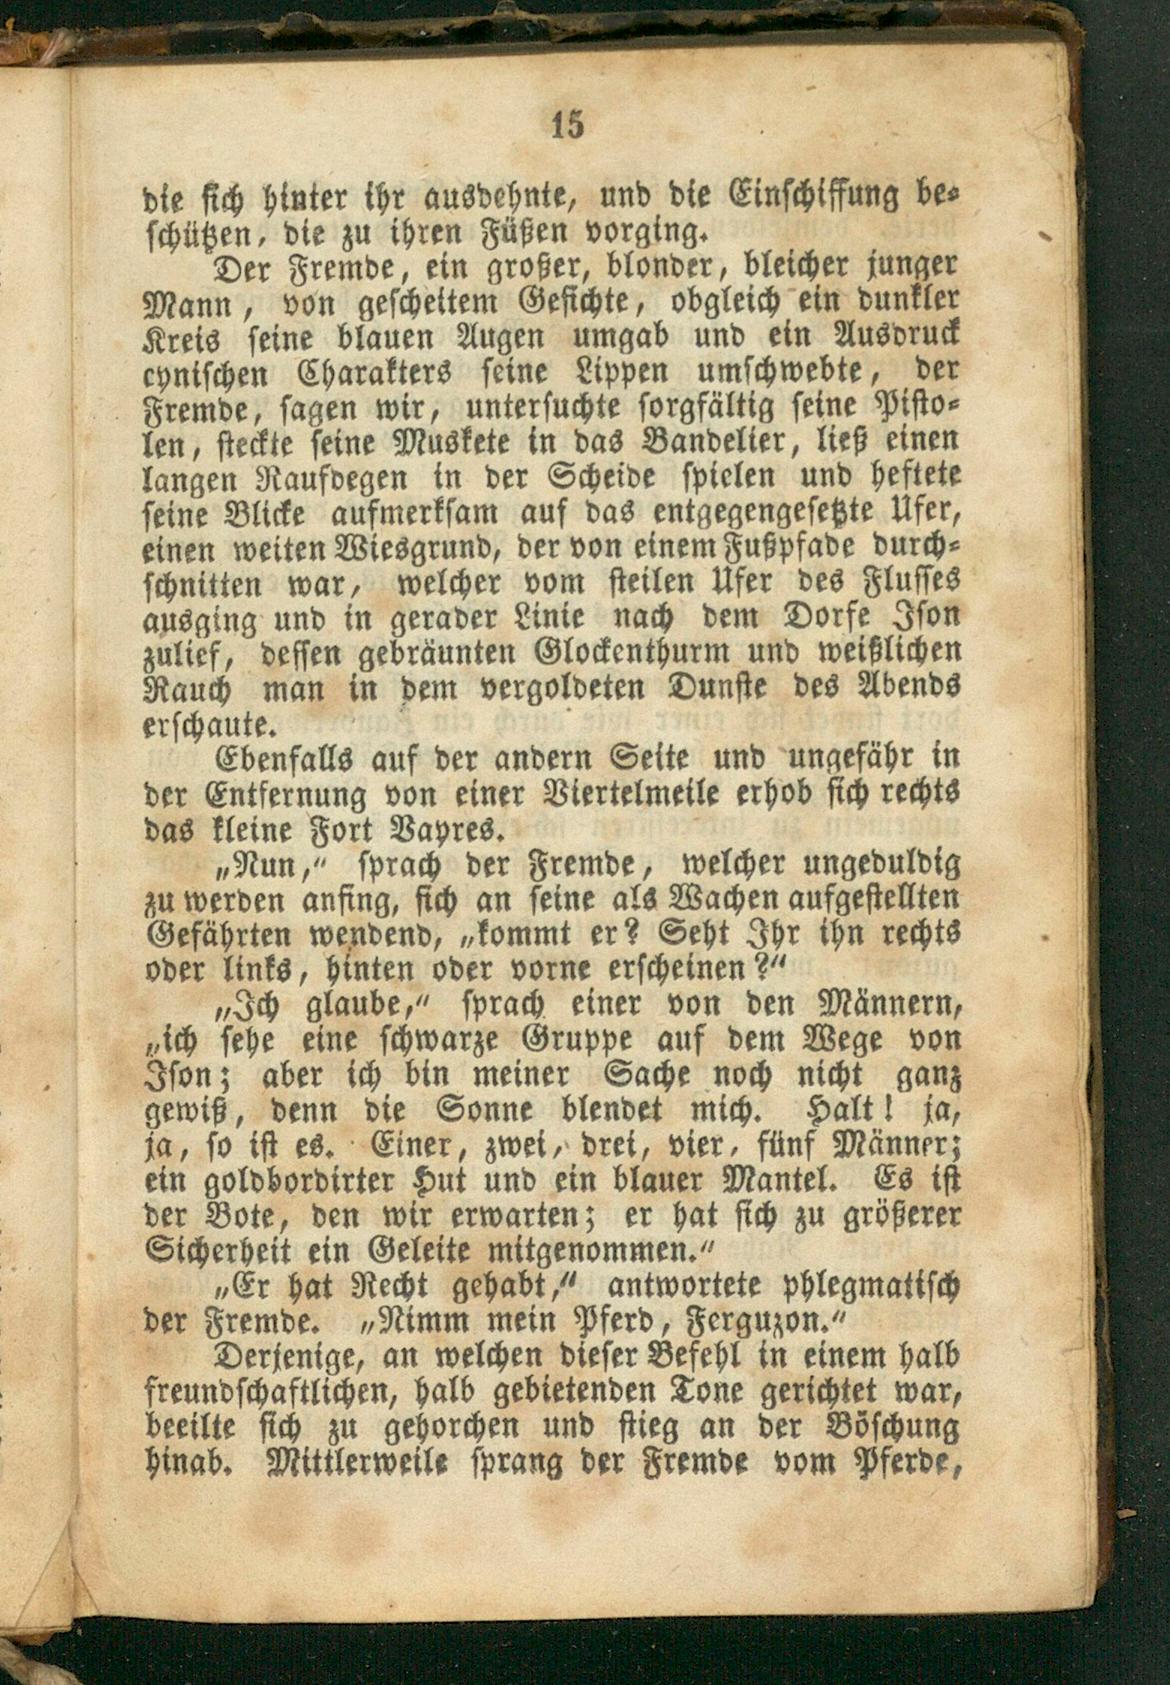 15
die sich hinter ihr ausdehnte, und die Einschiffung be-
schützen, die zu ihren Füßen vorging.
Der Fremde, ein großer, blonder, bleicher junger
Mann, von gescheitem Gesichte, obgleich ein dunkler
Kreis seine blauen Augen umgab und ein Ausdruck
cynischen Charakters seine Lippen umschwebte, der
Fremde, sagen wir, untersuchte sorgfältig seine Pisto-
len, steckte seine Muskete in das Bandelier, ließ einen
langen Raufdegen in der Scheide spielen und heftete
seine Blicke aufmerksam auf das entgegengesetzte Ufer,
einen weiten Wiesgrund, der von einem Fußpfade durch-
schnitten war, welcher vom steilen Ufer des Flusses
ausging und in gerader Linie nach dem Dorfe Ison
zulief, dessen gebräunten Glockenthurm und weißlichen
Rauch man in dem vergoldeten Dunste des Abends
erschaute.
Ebenfalls auf der andern Seite und ungefähr in
der Entfernung von einer Viertelmeile erhob sich rechts
das kleine Fort Vayres.
„Nun,“ sprach der Fremde, welcher ungeduldig
zu werden anfing, sich an seine als Wachen aufgestellten
Gefährten wendend, „kommt er? Seht Ihr ihn rechts
oder links, hinten oder vorne erscheinen?“
„Ich glaube,“ sprach einer von den Männern,
„ich sehe eine schwarze Gruppe auf dem Wege von
Ison; aber ich bin meiner Sache noch nicht ganz
gewiß, denn die Sonne blendet mich. Halt! ja,
ja, so ist es. Einer, zwei, drei, vier, fünf Männer;
ein goldbordirter Hut und ein blauer Mantel. Es ist
der Bote, den wir erwarten; er hat sich zu größerer
Sicherheit ein Geleite mitgenommen.“
„Er hat Recht gehabt,“ antwortete phlegmatisch
der Fremde. „Nimm mein Pferd, Ferguzon.“
Derjenige, an welchen dieser Befehl in einem halb
freundschaftlichen, halb gebietenden Tone gerichtet war,
beeilte sich zu gehorchen und stieg an der Böschung
hinab. Mittlerweile sprang der Fremde vom Pferde,